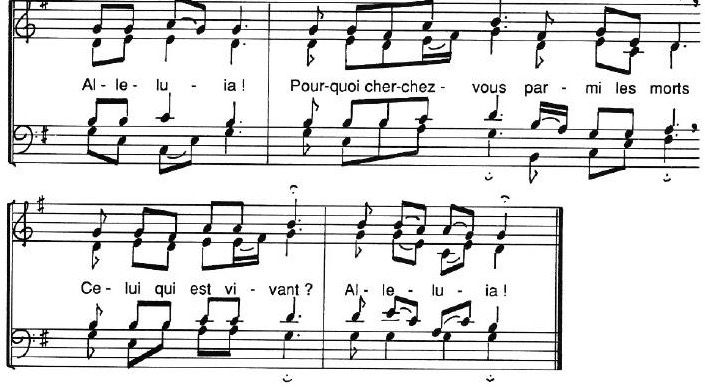 Al - le - lu - ia ! Pour-quoi cher-chez - vous par - mi les morts
Ce - lui qui est vi - vant ? Al - le - lu - ia !